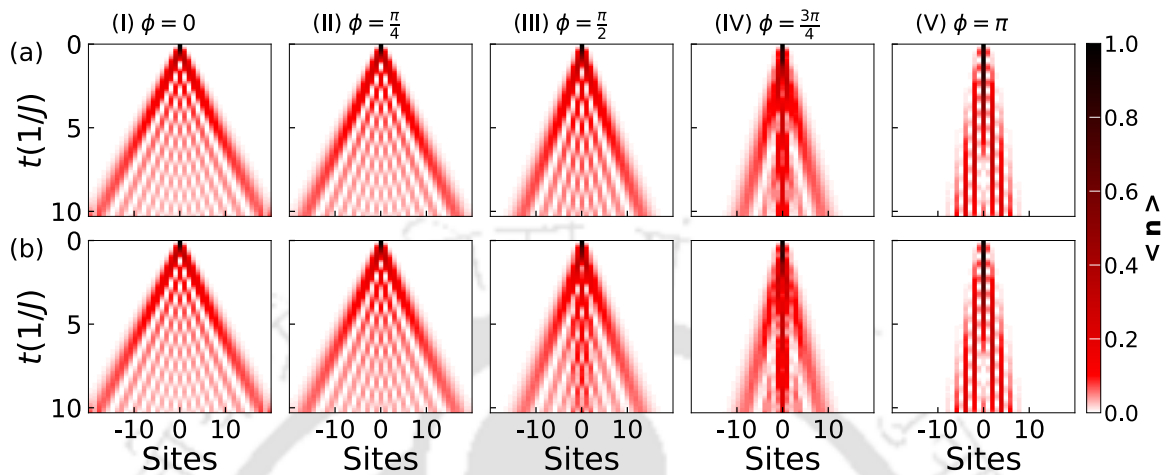 (I) ϕ = 0 (II) ϕ = π/4 (III) ϕ = π/2 (IV) ϕ = 3π/4 (V) ϕ = π
(a)
0
5
10
t(1/J)
(b)
0
5
10
t(1/J)
-10 0 10 -10 0 10 -10 0 10 -10 0 10 -10 0 10
Sites Sites Sites Sites Sites
1.0
0.8
0.6
0.4
0.2
0.0
< n >